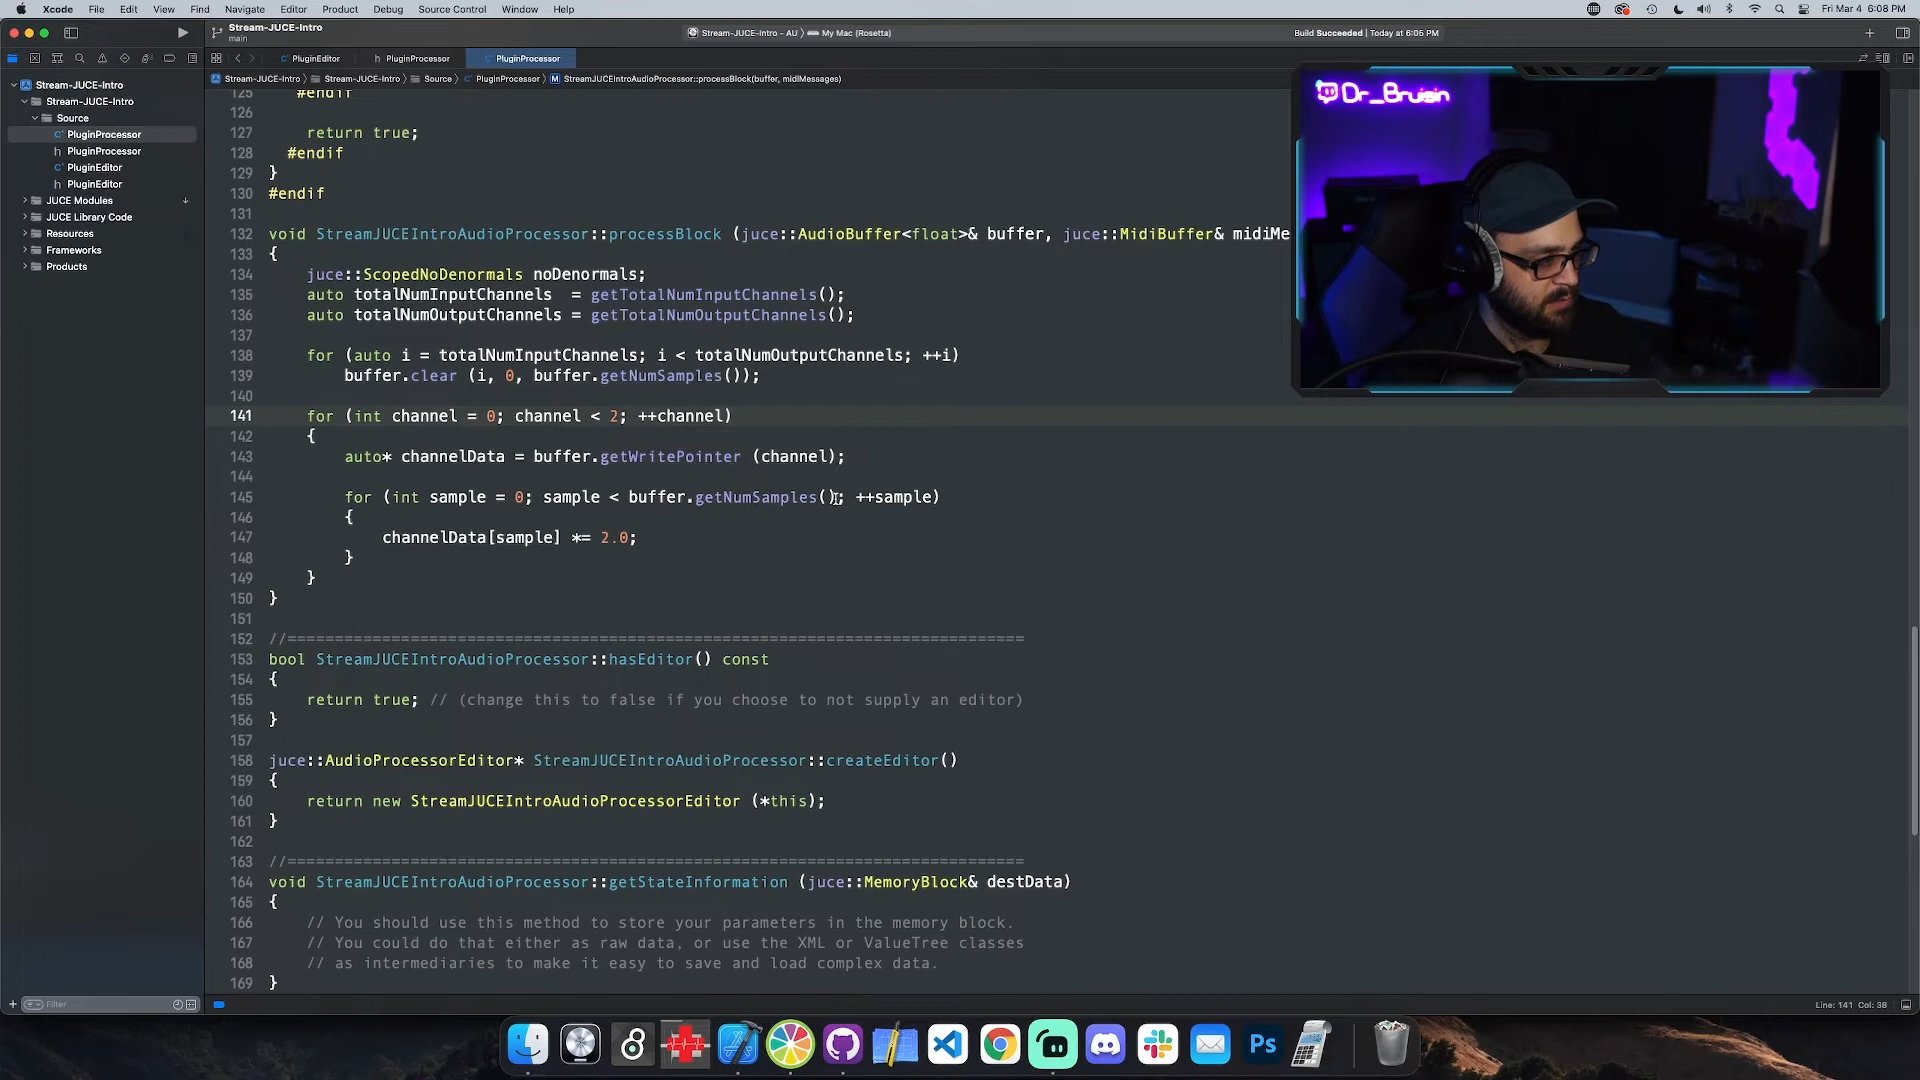 Xcode File Edit View Find Navigate Editor Product Debug Source Control Window Help
Fri Mar 4 6:08 PM
Stream-JUCE-Intro
main
Stream-JUCE-Intro - AU 〉 My Mac (Rosetta)
Build Succeeded | Today at 6:05 PM
PluginEditor PluginProcessor PluginProcessor
Stream-JUCE-Intro 〉 Stream-JUCE-Intro 〉 Source 〉 PluginProcessor 〉 M StreamJUCEIntroAudioProcessor::processBlock(buffer, midiMessages)
Stream-JUCE-Intro
Stream-JUCE-Intro
Source
PluginProcessor
PluginProcessor
PluginEditor
PluginEditor
JUCE Modules
JUCE Library Code
Resources
Frameworks
Products
125 #endif
126
127 return true;
128 #endif
129 }
130 #endif
131
132 void StreamJUCEIntroAudioProcessor::processBlock (juce::AudioBuffer<float>& buffer, juce::MidiBuffer& midiMe
133 {
134 juce::ScopedNoDenormals noDenormals;
135 auto totalNumInputChannels  = getTotalNumInputChannels();
136 auto totalNumOutputChannels = getTotalNumOutputChannels();
137
138 for (auto i = totalNumInputChannels; i < totalNumOutputChannels; ++i)
139 buffer.clear (i, 0, buffer.getNumSamples());
140
141 for (int channel = 0; channel < 2; ++channel)
142 {
143 auto* channelData = buffer.getWritePointer (channel);
144
145 for (int sample = 0; sample < buffer.getNumSamples(); ++sample)
146 {
147 channelData[sample] *= 2.0;
148 }
149 }
150 }
151
152 //==============================================================================
153 bool StreamJUCEIntroAudioProcessor::hasEditor() const
154 {
155 return true; // (change this to false if you choose to not supply an editor)
156 }
157
158 juce::AudioProcessorEditor* StreamJUCEIntroAudioProcessor::createEditor()
159 {
160 return new StreamJUCEIntroAudioProcessorEditor (*this);
161 }
162
163 //==============================================================================
164 void StreamJUCEIntroAudioProcessor::getStateInformation (juce::MemoryBlock& destData)
165 {
166 // You should use this method to store your parameters in the memory block.
167 // You could do that either as raw data, or use the XML or ValueTree classes
168 // as intermediaries to make it easy to save and load complex data.
169 }
Dr_Bruisin
Filter
Line: 141 Col: 38
Ps